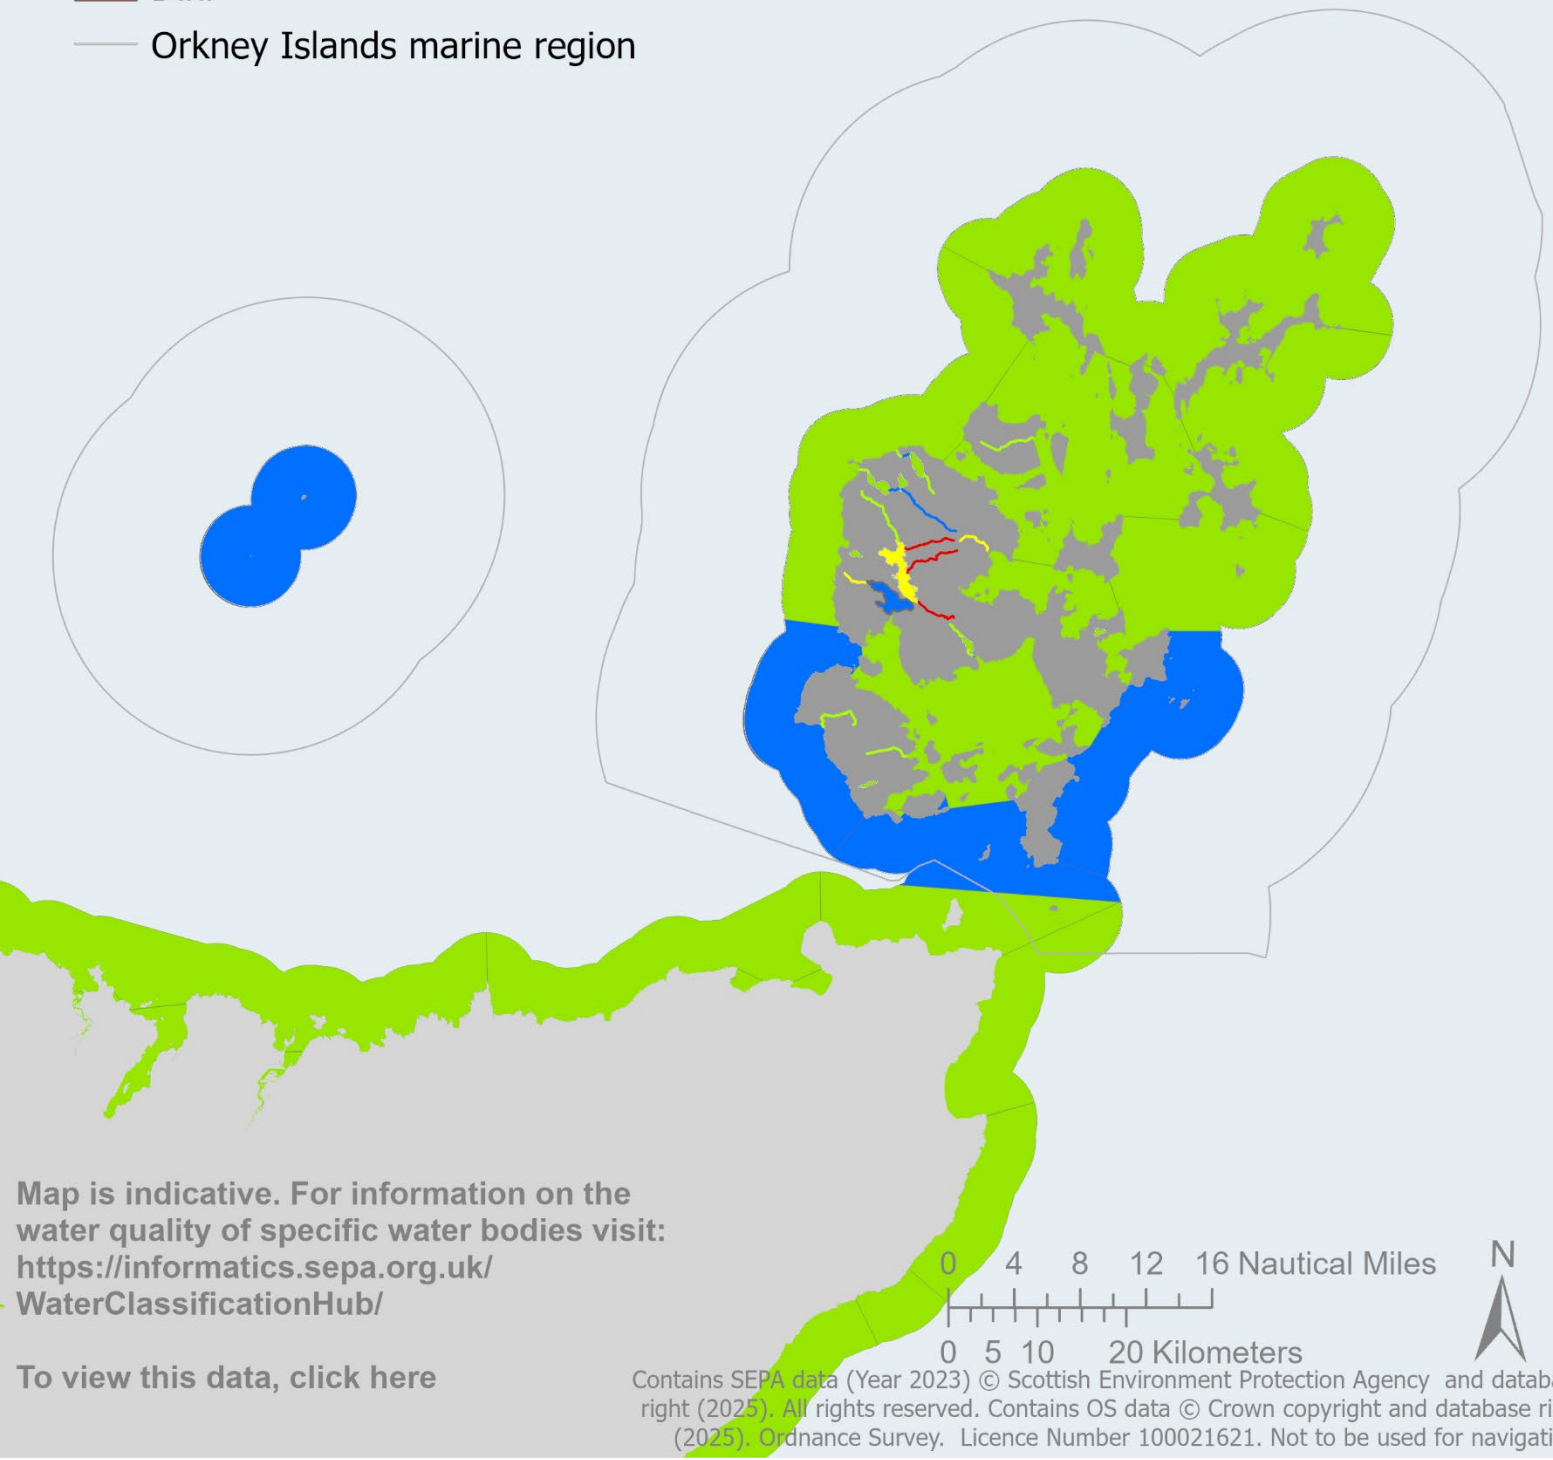 Orkney Islands marine region
Map is indicative. For information on the
water quality of specific water bodies visit:
https://informatics.sepa.org.uk/
WaterClassificationHub/
To view this data, click here
0 4 8 12 16 Nautical Miles
0 5 10 20 Kilometers
N
Contains SEPA data (Year 2023) © Scottish Environment Protection Agency and databa
right (2025). All rights reserved. Contains OS data © Crown copyright and database ri
(2025). Ordnance Survey. Licence Number 100021621. Not to be used for navigati